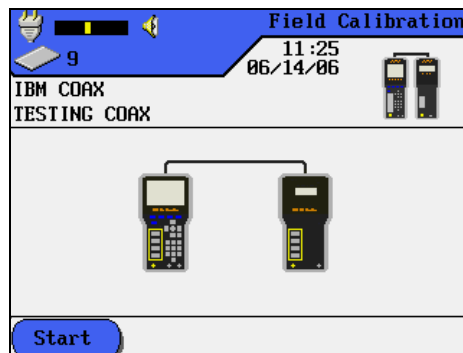 Field Calibration
9
11:25
06/14/06
IBM COAX
TESTING COAX
Start